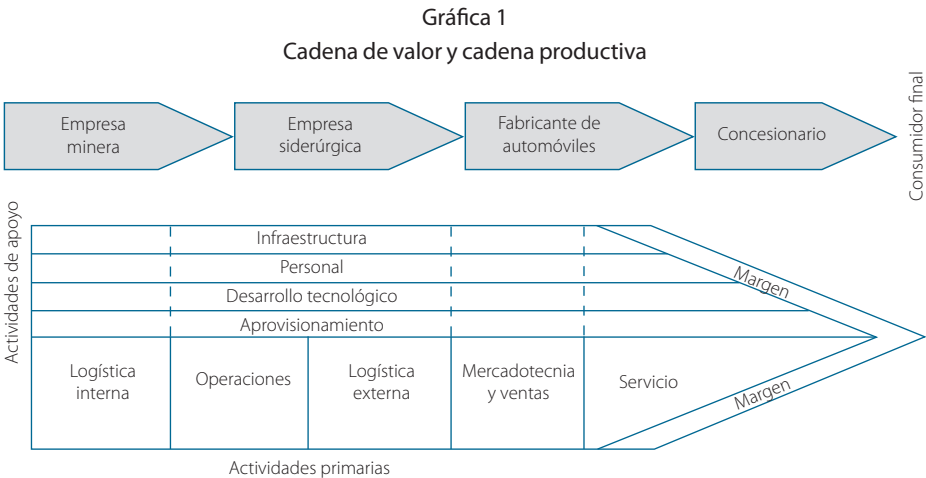 Gráfica 1
Cadena de valor y cadena productiva
Empresa
minera
Empresa
siderúrgica
Fabricante de
automóviles
Concesionario
Consumidor final
Actividades de apoyo
Infraestructura
Personal
Desarrollo tecnológico
Aprovisionamiento
Margen
Logística
interna
Operaciones
Logística
externa
Mercadotecnia
y ventas
Servicio
Margen
Actividades primarias